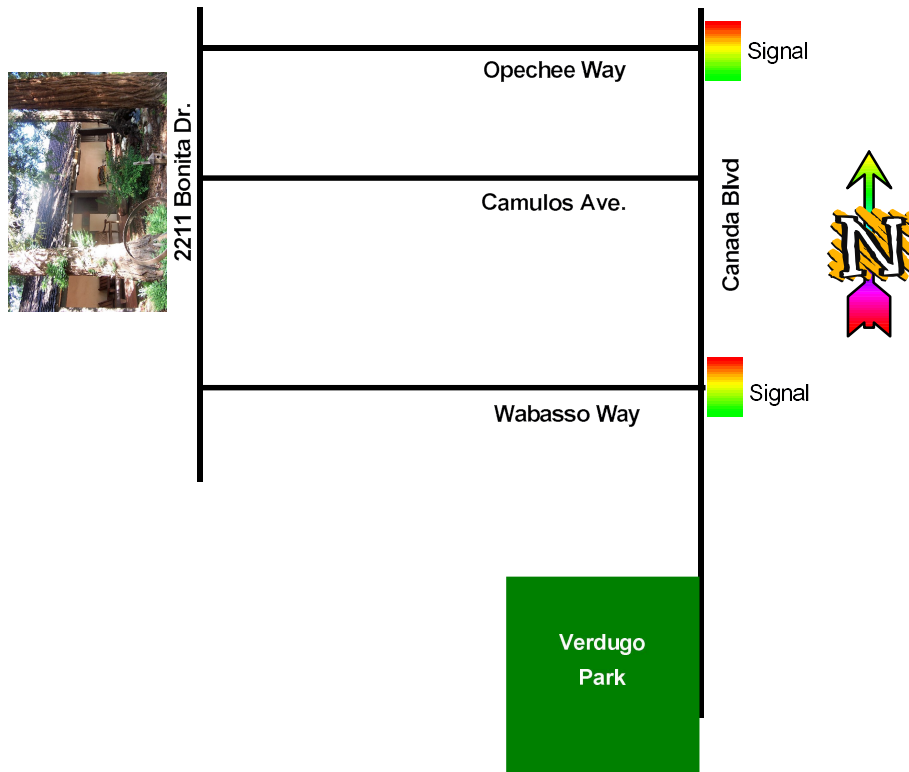 Signal
Opechee Way
2211 Bonita Dr.
Camulos Ave.
Canada Blvd
N
Signal
Wabasso Way
Verdugo
Park